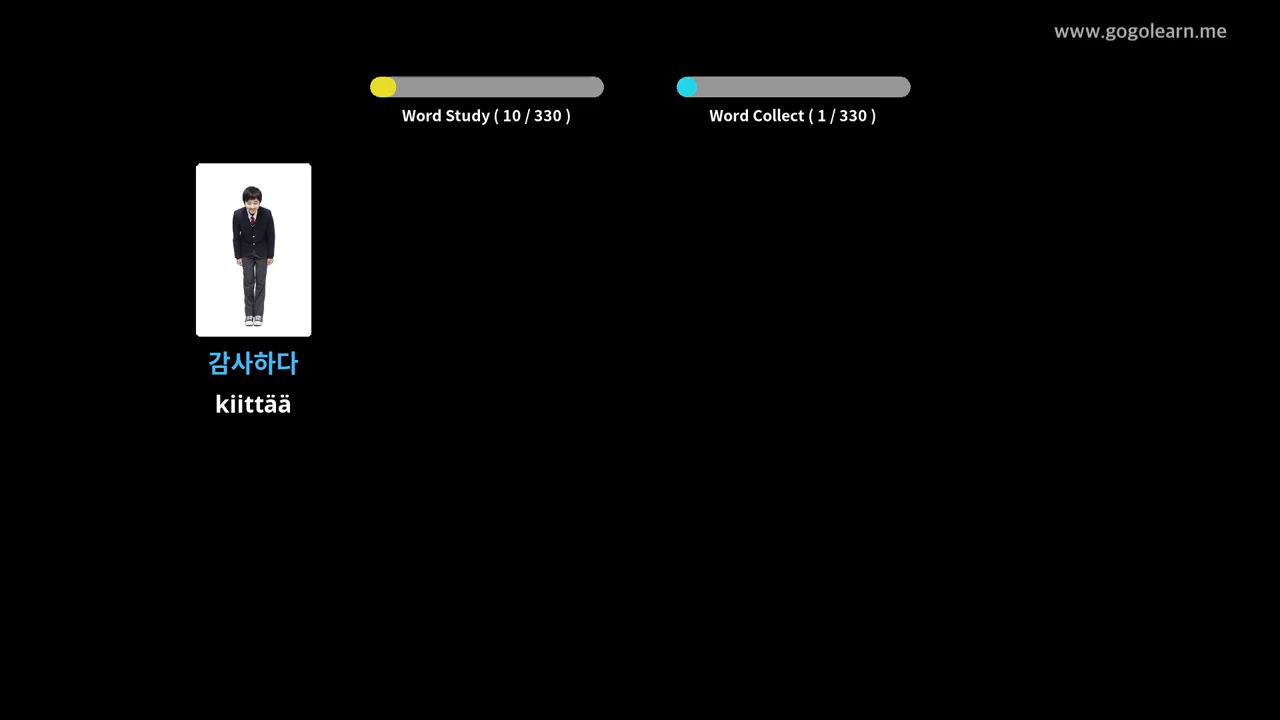 www.gogolearn.me
Word Study ( 10 / 330 )
Word Collect ( 1 / 330 )
감사하다
kiittää